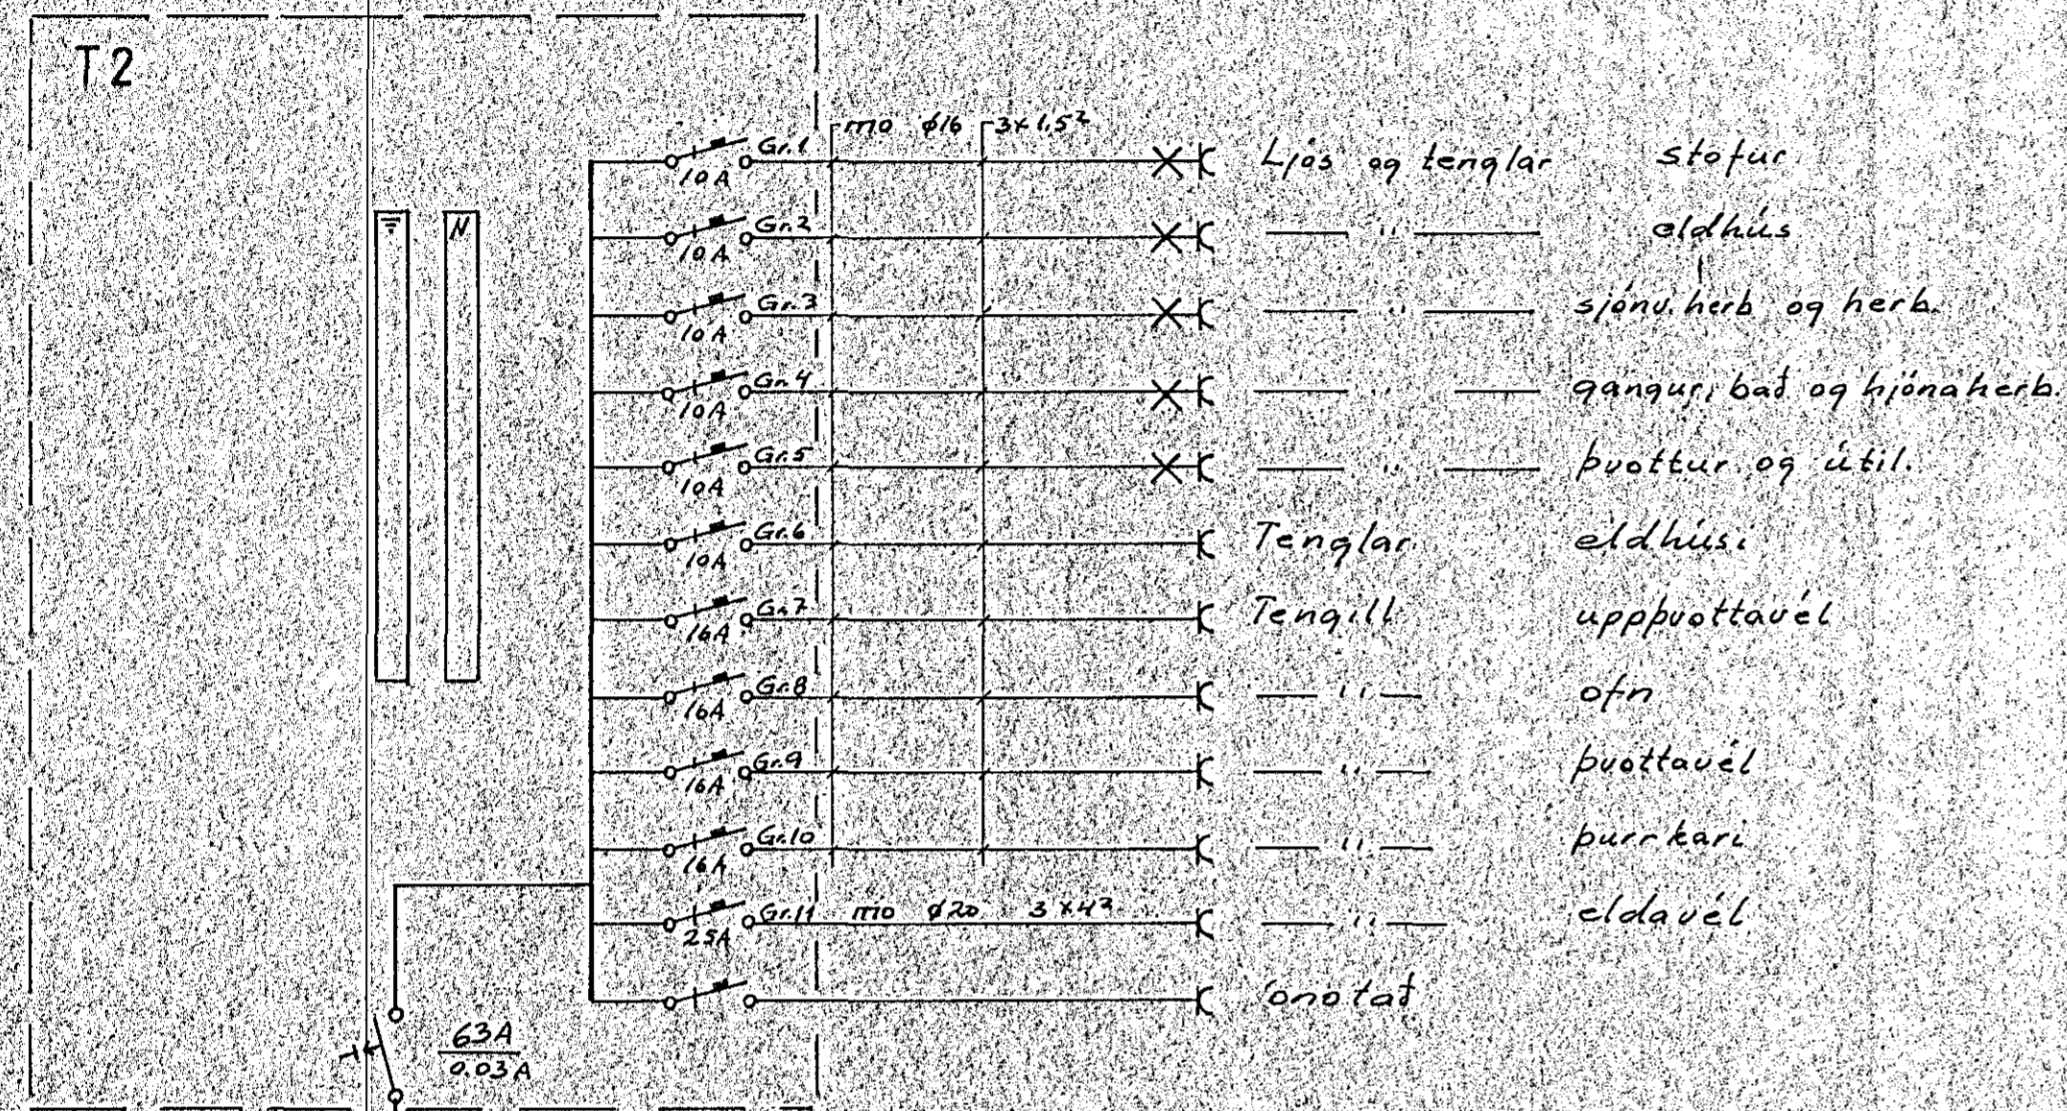 T2
mo ø16 3x1,5²
Gr.1 Ljós og tenglar stofur
10A
Gr.2 — " — eldhús
10A
Gr.3 — " — sjónv. herb og herb.
10A
Gr.4 — " — gangur, bað og hjónaherb.
10A
Gr.5 — " — þvottur og útil.
10A
Gr.6 Tenglar eldhúsi
10A
Gr.7 Tengill uppþvottavél
16A
Gr.8 — " — ofn
16A
Gr.9 — " — þvottavél
16A
Gr.10 — " — þurrkari
16A
Gr.11 mo ø20 3x4² — " — eldavél
25A
ónotað
N
63A
0.03A